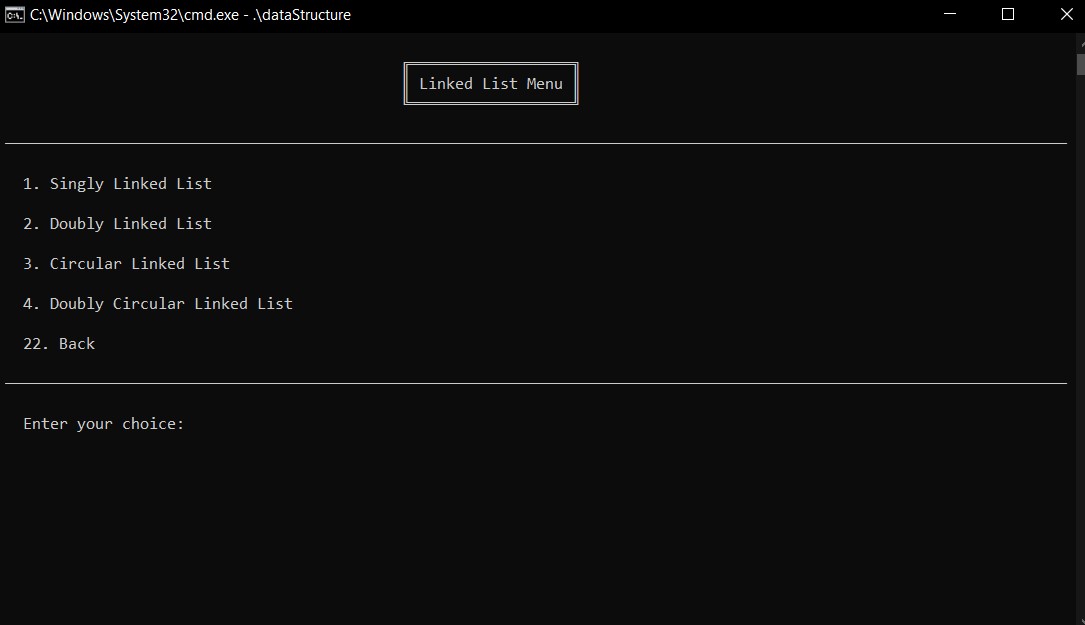 C:\Windows\System32\cmd.exe - .\dataStructure
Linked List Menu
1. Singly Linked List
2. Doubly Linked List
3. Circular Linked List
4. Doubly Circular Linked List
22. Back
Enter your choice: